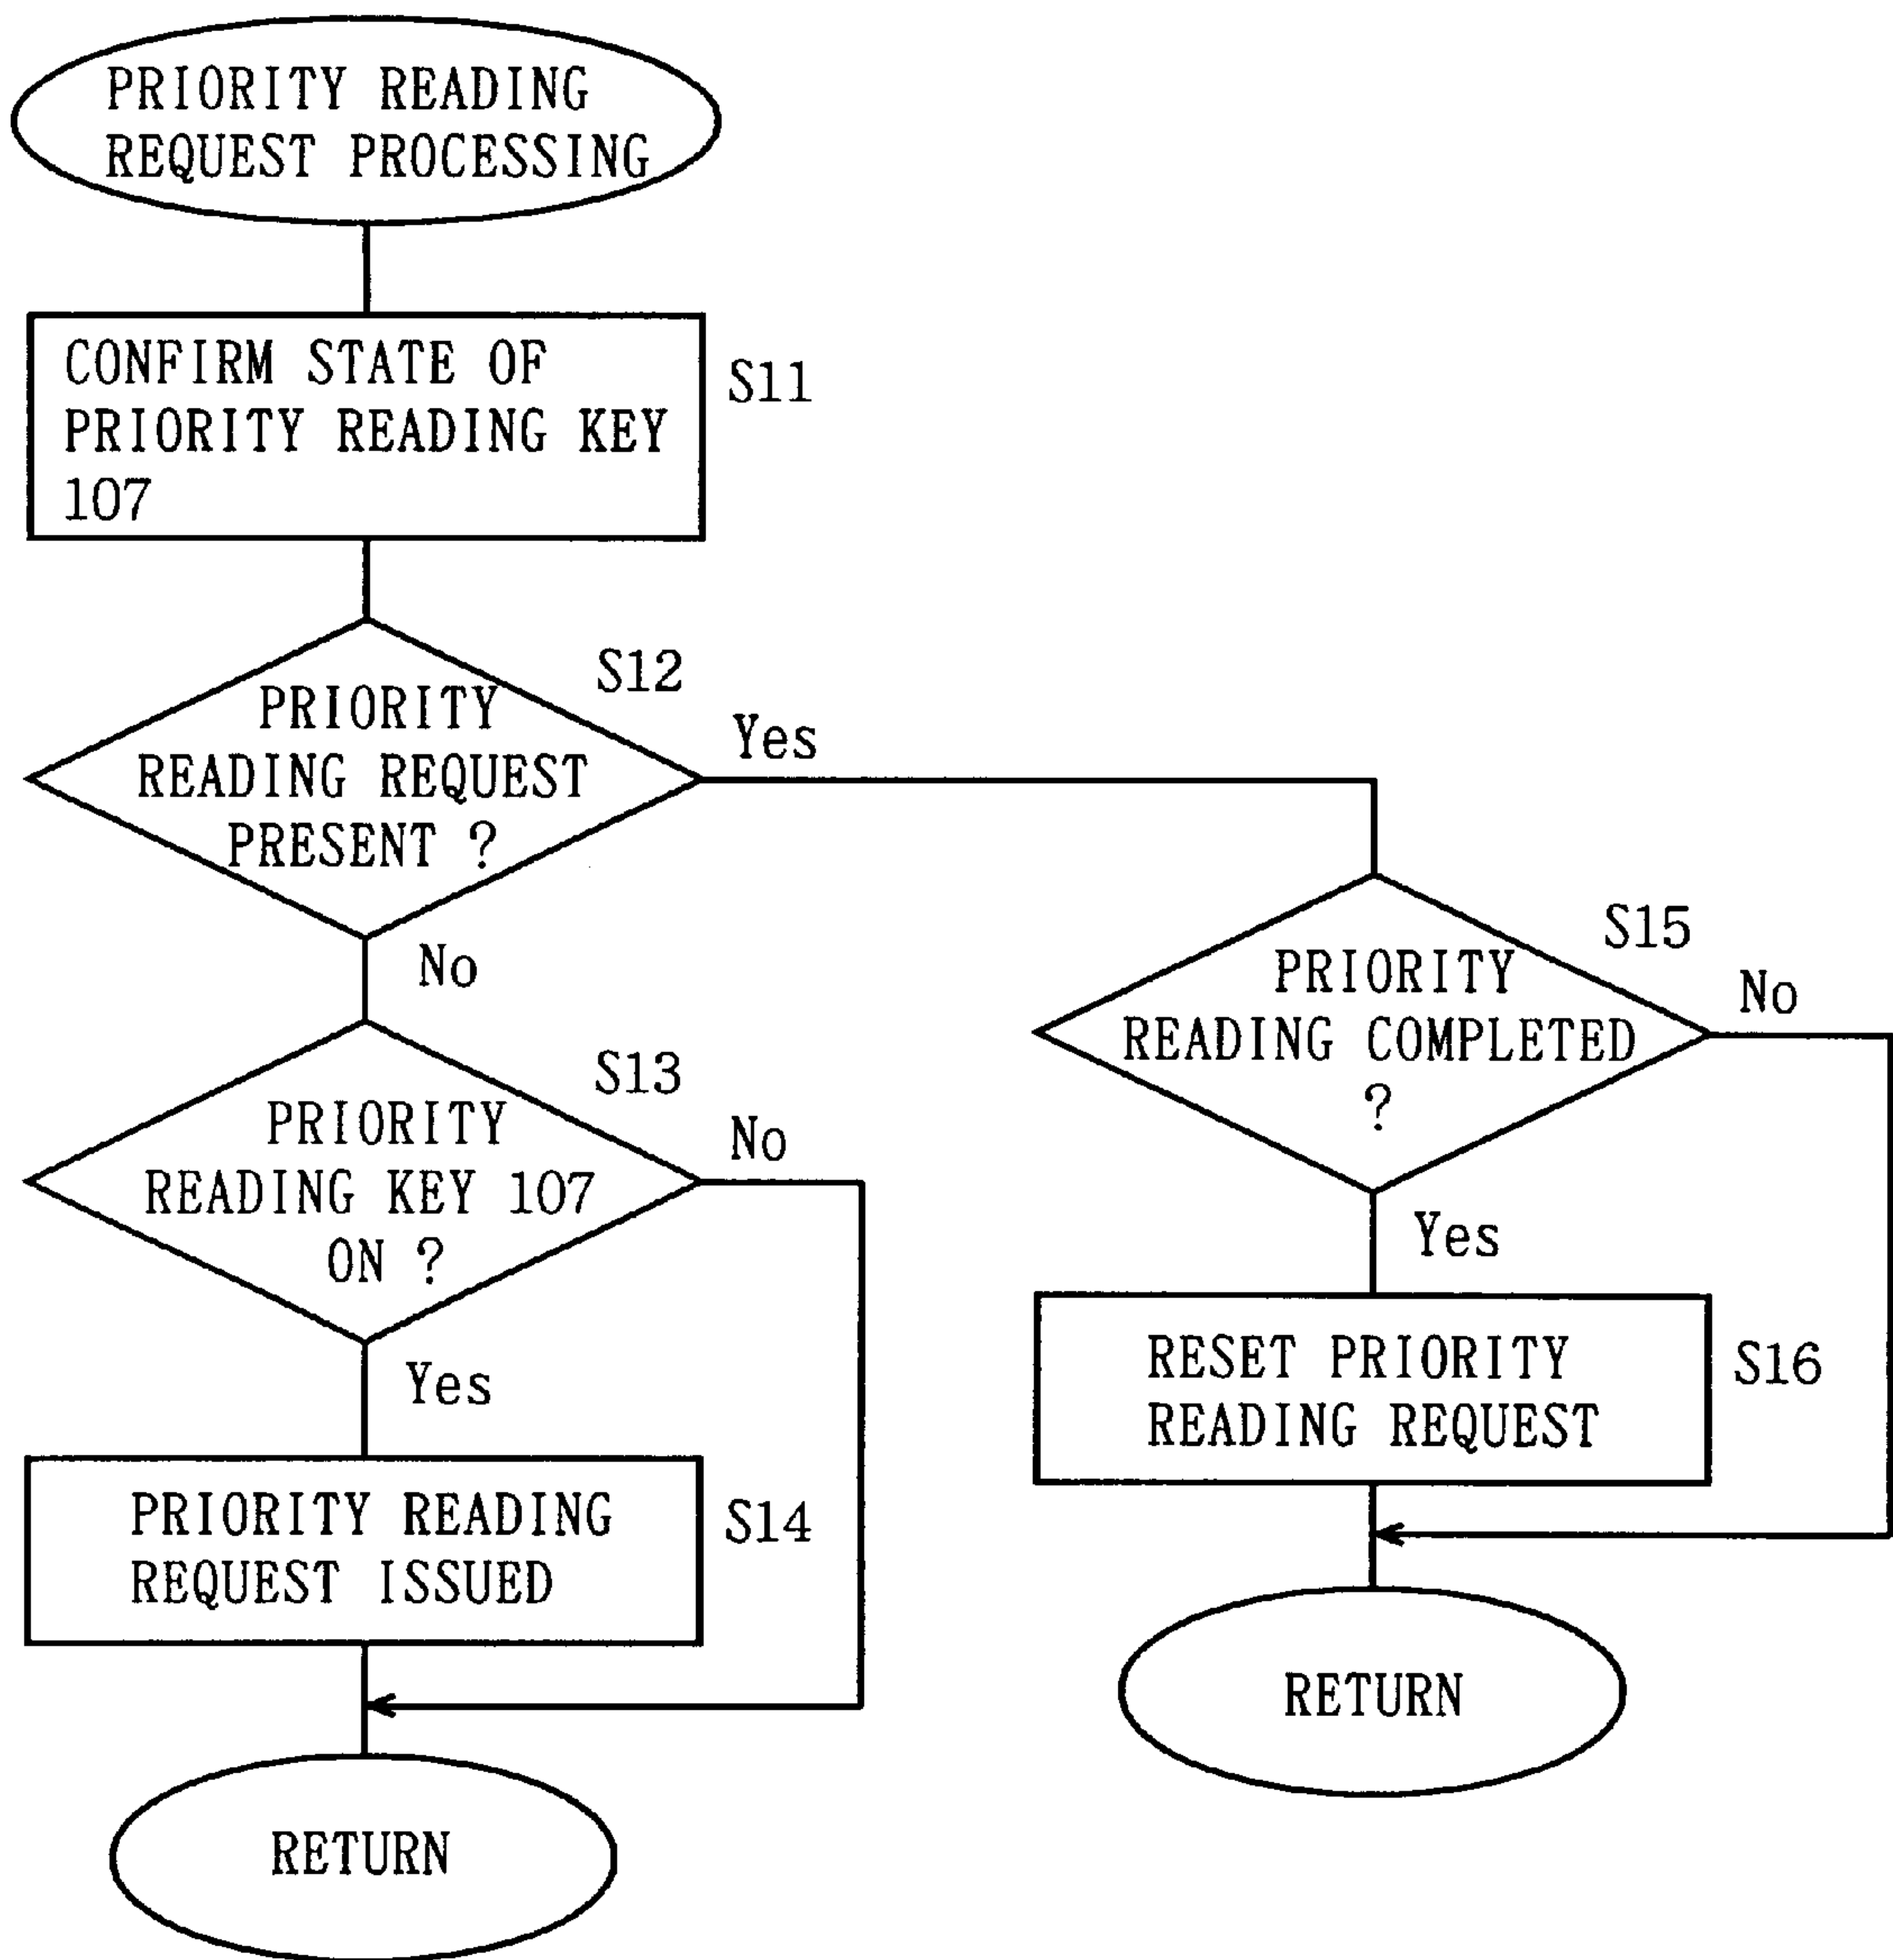 PRIORITY READING
REQUEST PROCESSING
CONFIRM STATE OF
PRIORITY READING KEY
107
S11
PRIORITY
READING REQUEST
PRESENT ?
S12
Yes
No
PRIORITY
READING KEY 107
ON ?
S13
No
Yes
PRIORITY READING
REQUEST ISSUED
S14
RETURN
PRIORITY
READING COMPLETED
?
S15
No
Yes
RESET PRIORITY
READING REQUEST
S16
RETURN